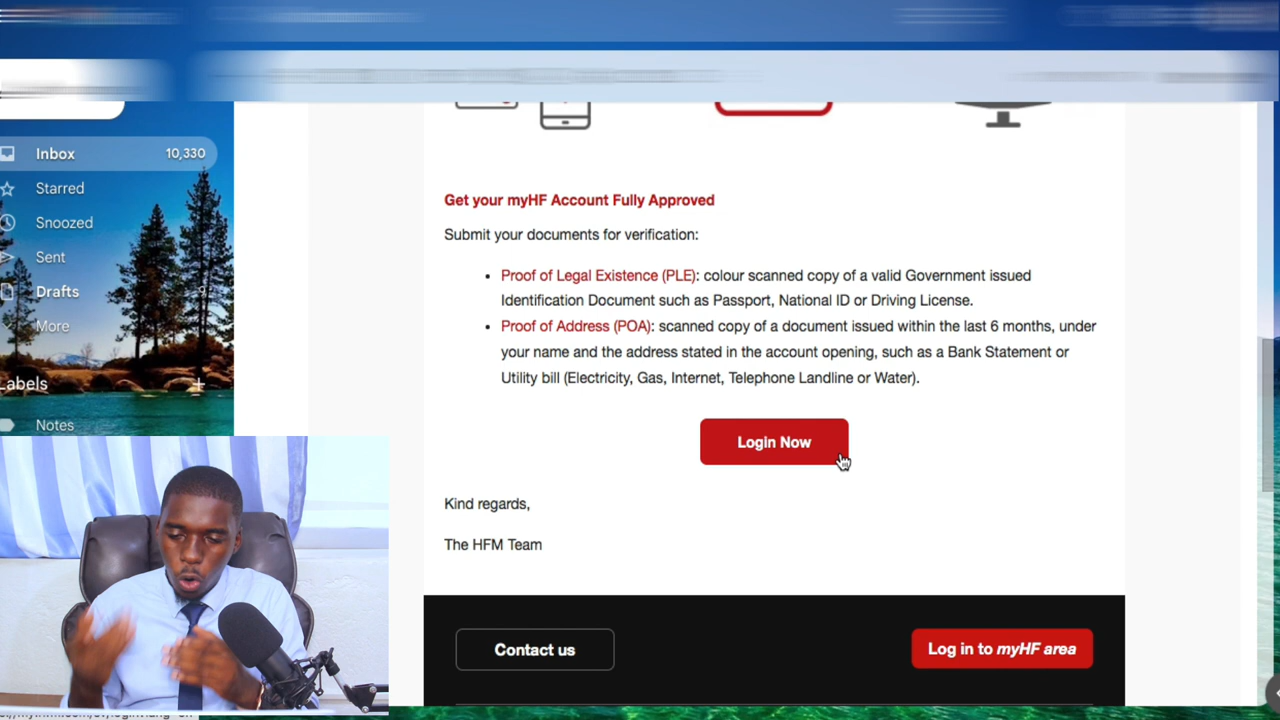 Inbox 10,330
Starred
Snoozed
Sent
Drafts 9
More
Labels +
Notes
Get your myHF Account Fully Approved
Submit your documents for verification:
• Proof of Legal Existence (PLE): colour scanned copy of a valid Government issued
Identification Document such as Passport, National ID or Driving License.
• Proof of Address (POA): scanned copy of a document issued within the last 6 months, under
your name and the address stated in the account opening, such as a Bank Statement or
Utility bill (Electricity, Gas, Internet, Telephone Landline or Water).
Login Now
Kind regards,
The HFM Team
Contact us
Log in to myHF area